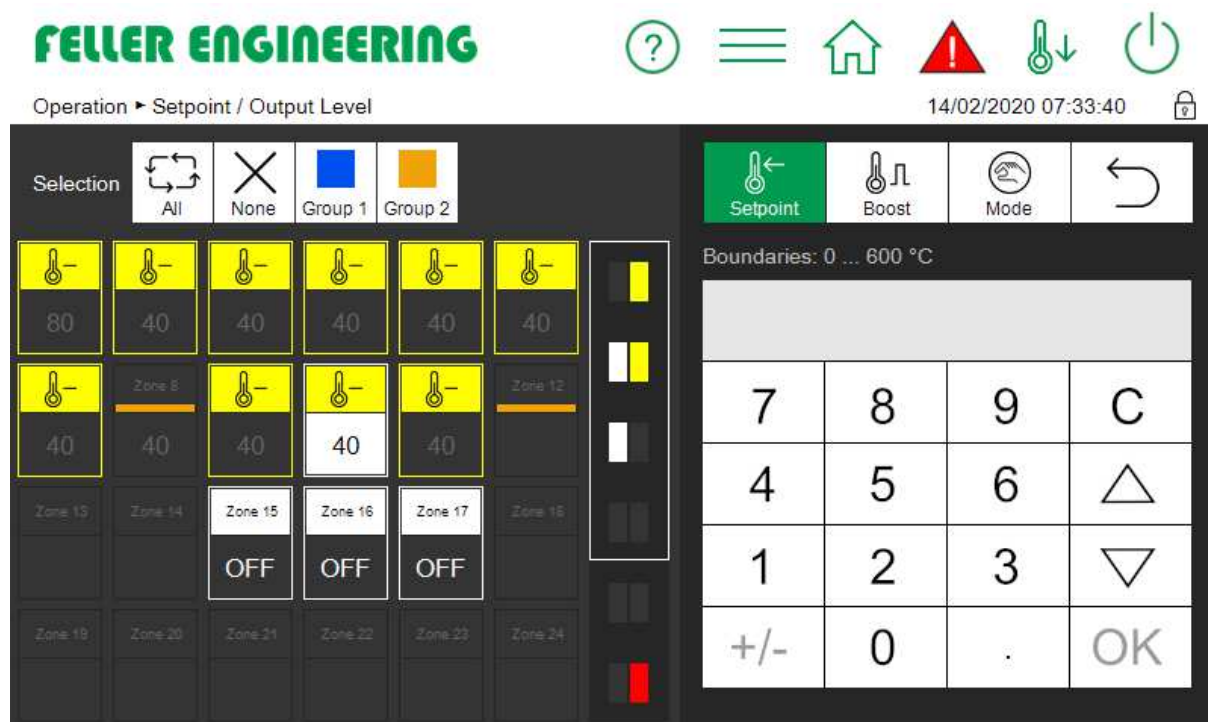 FELLER ENGINEERING
?
!
Operation ► Setpoint / Output Level
14/02/2020 07:33:40
Selection
All
None
Group 1
Group 2
Setpoint
Boost
Mode
Boundaries: 0 ... 600 °C
80 40 40 40 40 40
Zone 8 Zone 12
40 40 40 40 40
Zone 13 Zone 14 Zone 15 Zone 16 Zone 17
OFF OFF OFF
Zone 19 Zone 20 Zone 21 Zone 22 Zone 23 Zone 24
7 8 9 C
4 5 6
1 2 3
+/- 0 . OK